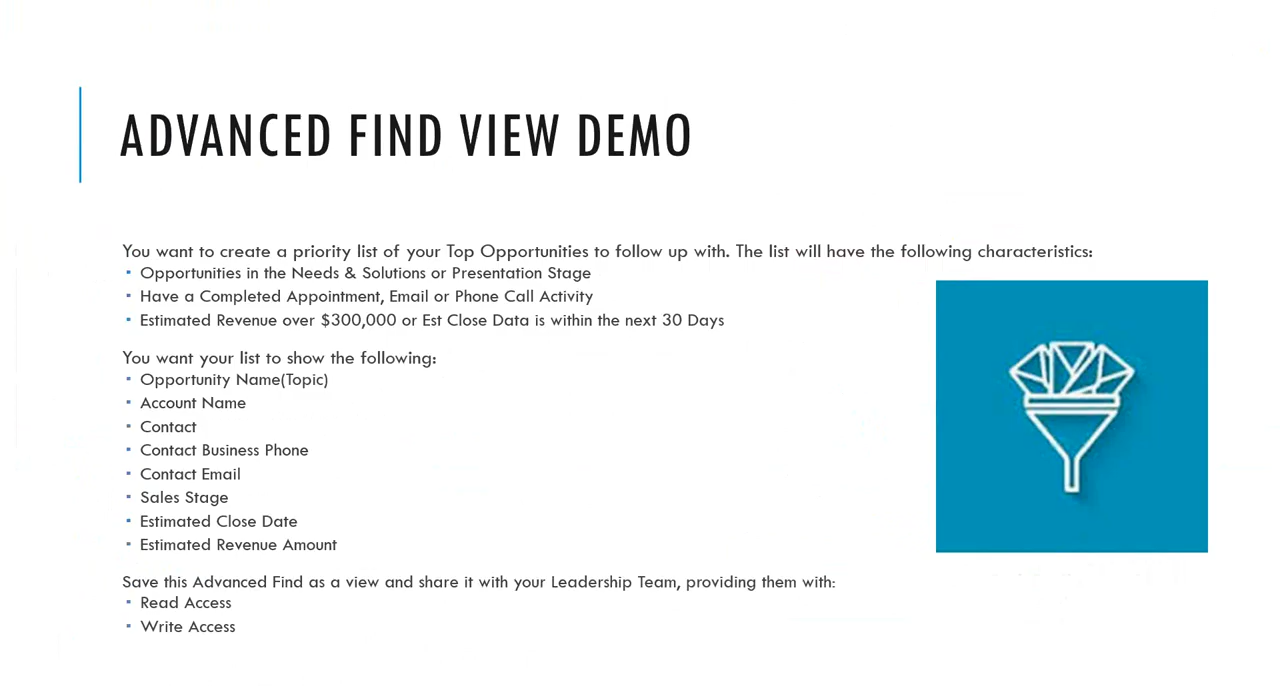 ADVANCED FIND VIEW DEMO
You want to create a priority list of your Top Opportunities to follow up with. The list will have the following characteristics:
▪ Opportunities in the Needs & Solutions or Presentation Stage
▪ Have a Completed Appointment, Email or Phone Call Activity
▪ Estimated Revenue over $300,000 or Est Close Data is within the next 30 Days
You want your list to show the following:
▪ Opportunity Name(Topic)
▪ Account Name
▪ Contact
▪ Contact Business Phone
▪ Contact Email
▪ Sales Stage
▪ Estimated Close Date
▪ Estimated Revenue Amount
Save this Advanced Find as a view and share it with your Leadership Team, providing them with:
▪ Read Access
▪ Write Access